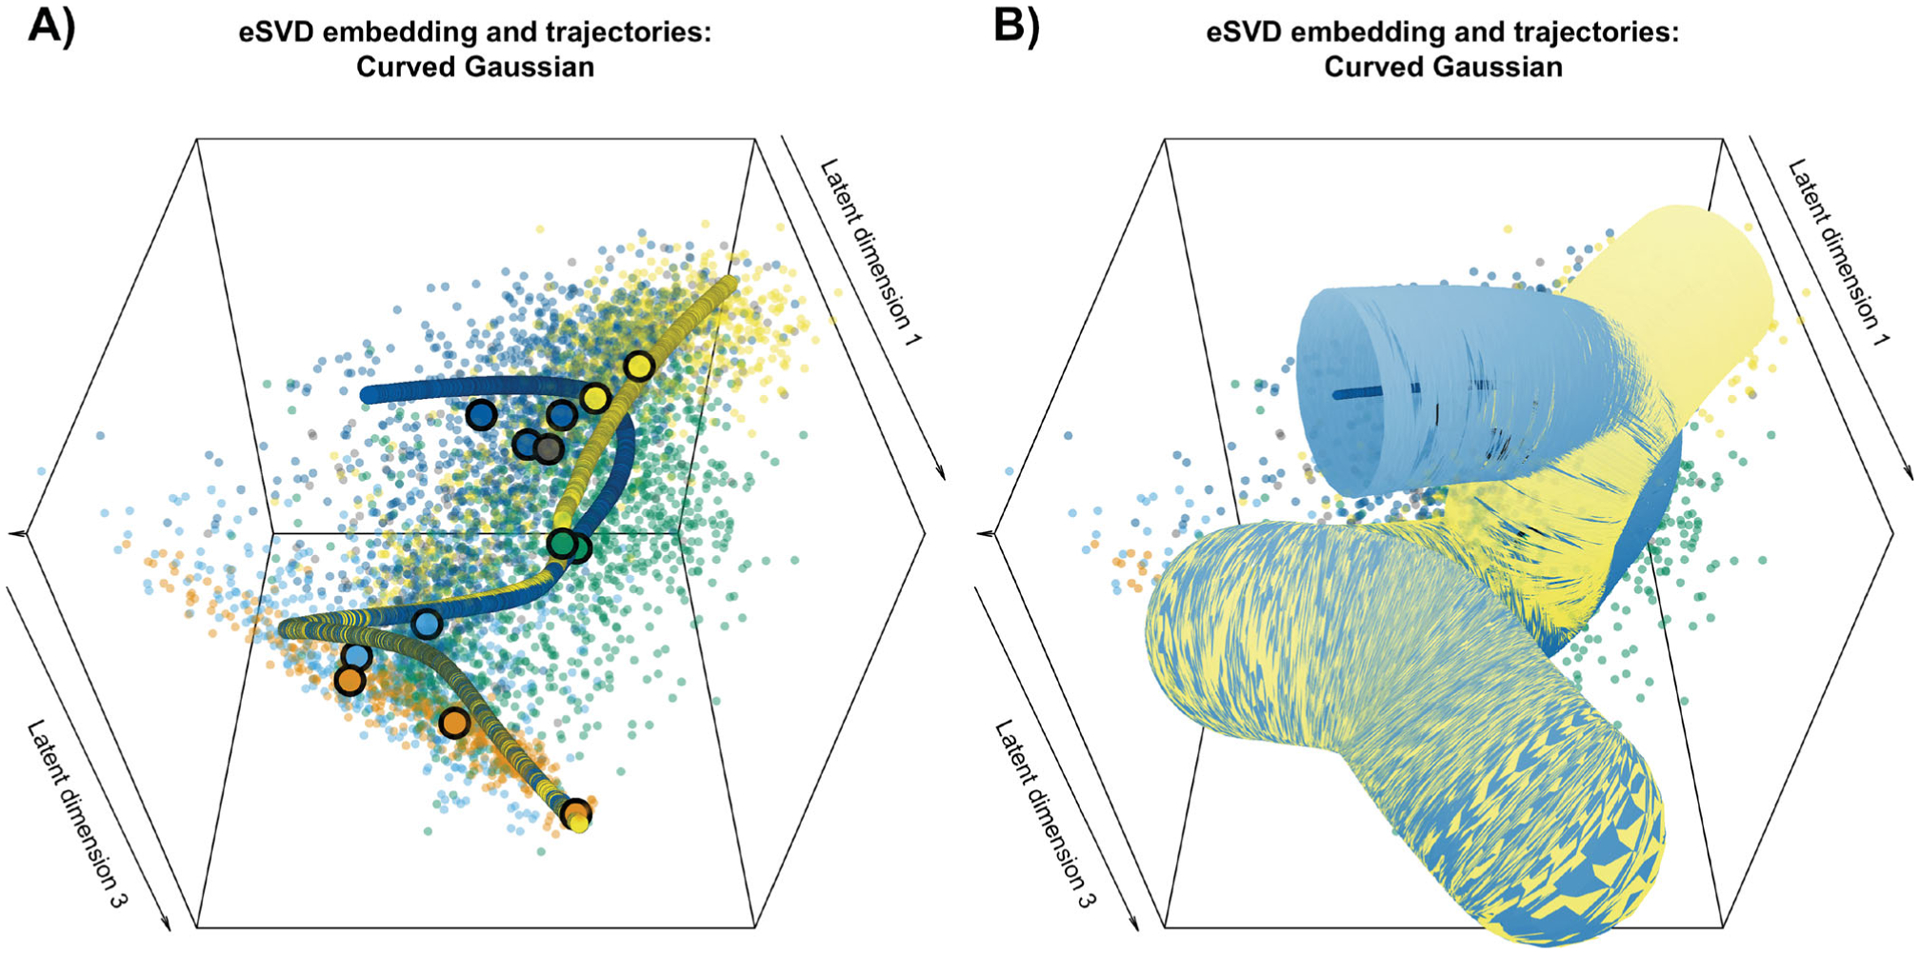 A)
eSVD embedding and trajectories:
Curved Gaussian
Latent dimension 1
Latent dimension 3
B)
eSVD embedding and trajectories:
Curved Gaussian
Latent dimension 1
Latent dimension 3